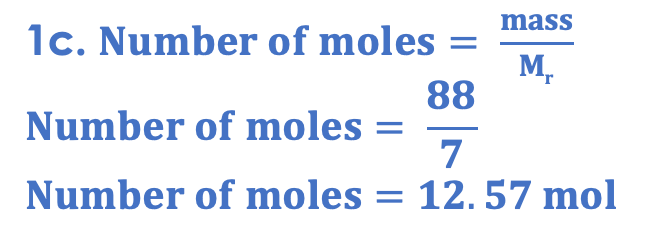 1c. Number of moles = mass/Mᵣ
Number of moles = 88/7
Number of moles = 12.57 mol